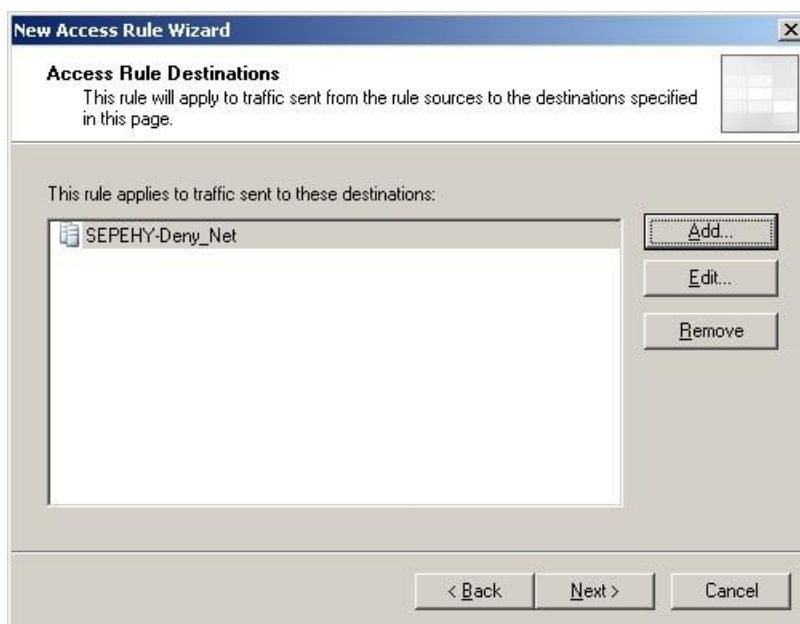 New Access Rule Wizard
Access Rule Destinations
This rule will apply to traffic sent from the rule sources to the destinations specified
in this page.
This rule applies to traffic sent to these destinations:
SEPEHY-Deny_Net
Add...
Edit...
Remove
< Back
Next >
Cancel